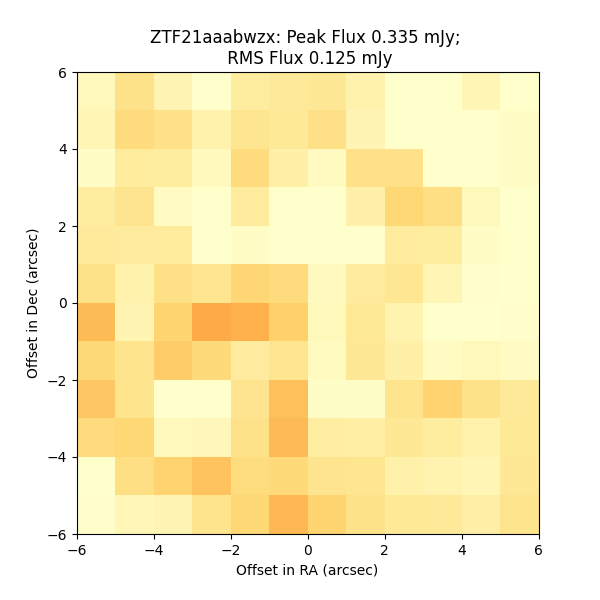 ZTF21aaabwzx: Peak Flux 0.335 mJy;
RMS Flux 0.125 mJy
6
4
2
0
−2
−4
−6
Offset in Dec (arcsec)
−6 −4 −2 0 2 4 6
Offset in RA (arcsec)